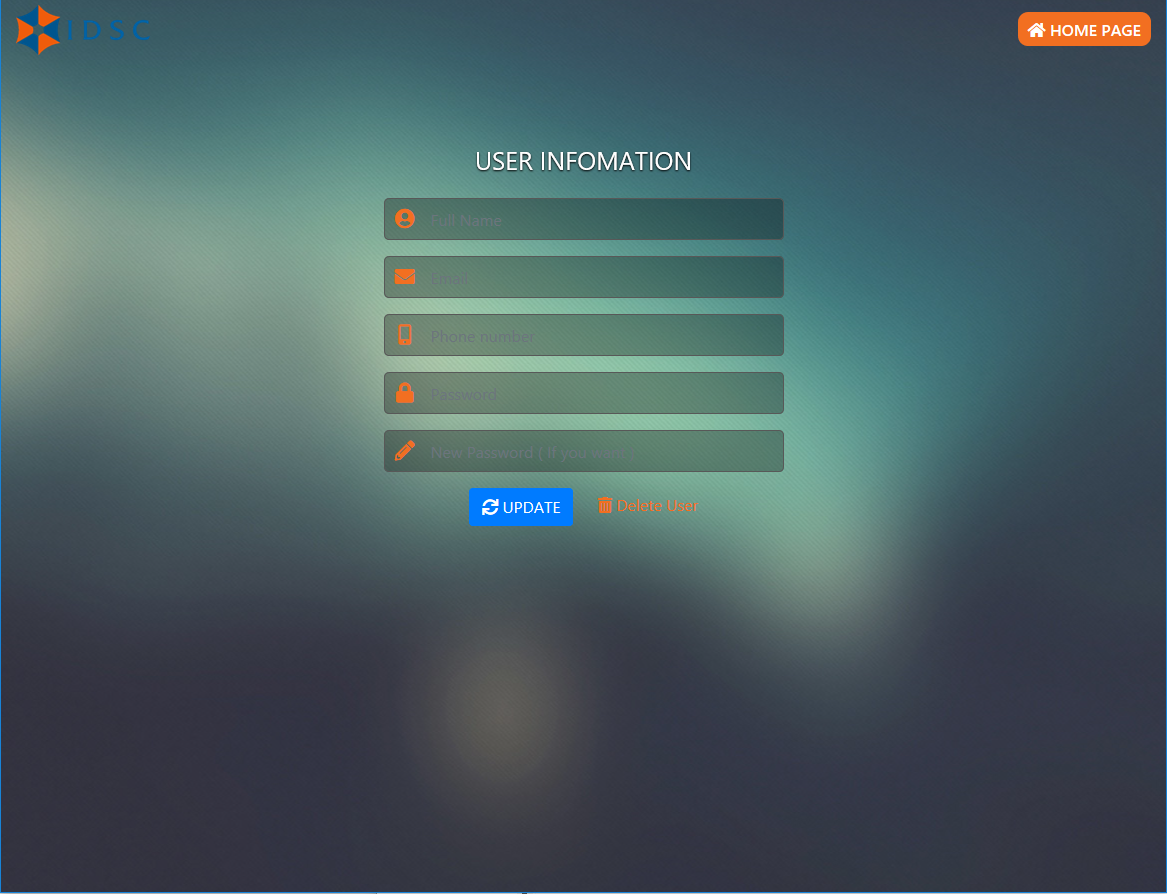 IDSC
HOME PAGE
USER INFOMATION
Full Name
Email
Phone number
Password
New Password ( If you want )
UPDATE
Delete User